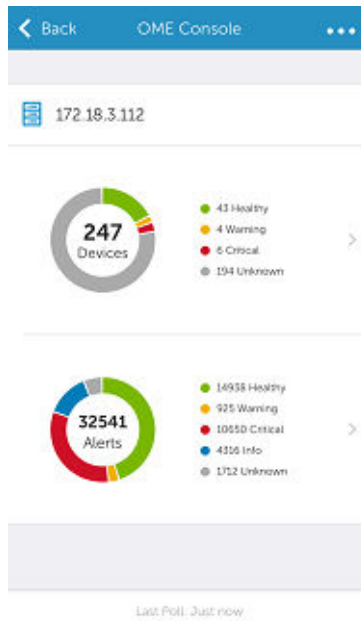 Back OME Console
172.18.3.112
247
Devices
43 Healthy
4 Warning
6 Critical
194 Unknown
32541
Alerts
14938 Healthy
925 Warning
10650 Critical
4316 Info
1712 Unknown
Last Poll: Just now